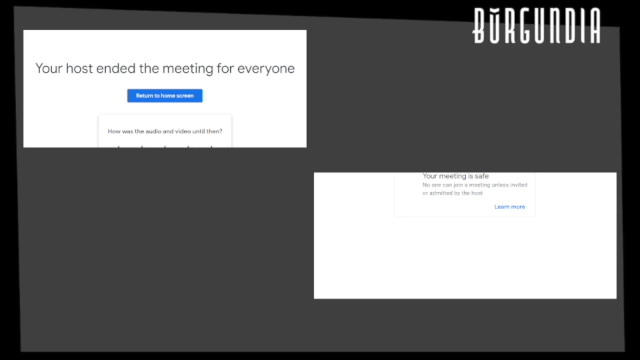 BŬRGUNDIA
Your host ended the meeting for everyone
Return to home screen
How was the audio and video until then?
Your meeting is safe
No one can join a meeting unless invited
or admitted by the host
Learn more